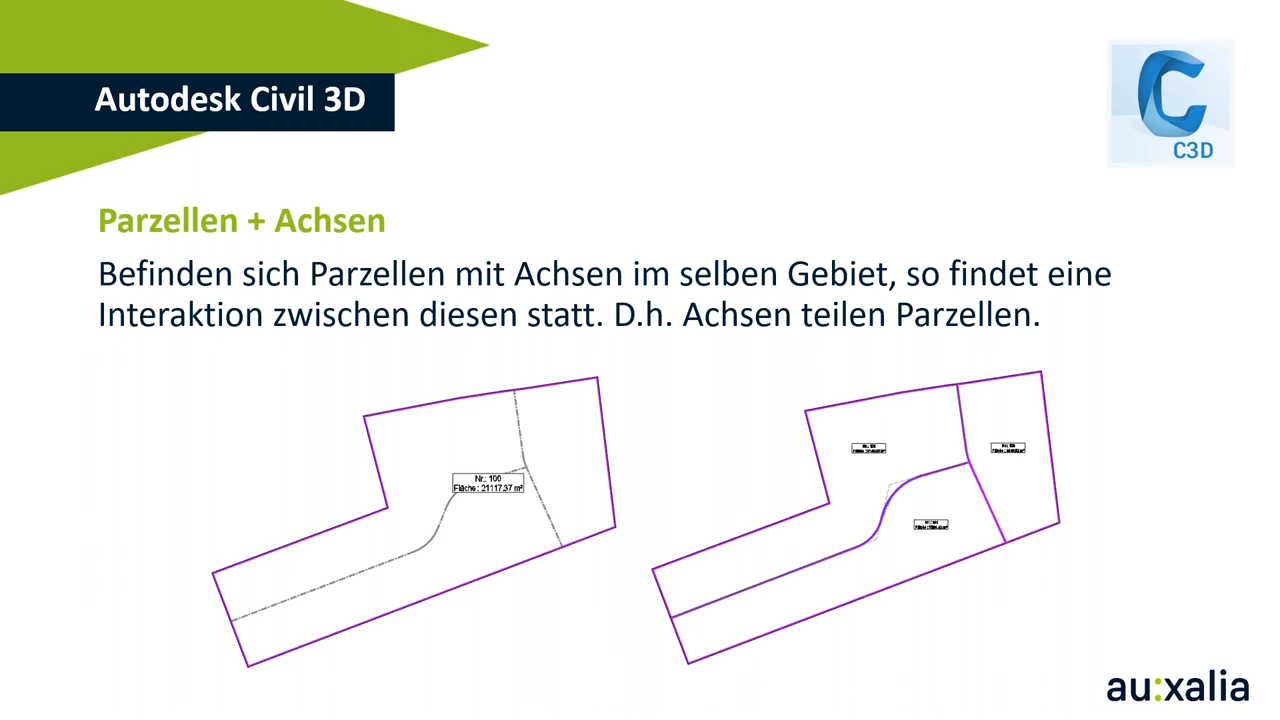 Autodesk Civil 3D
C3D
Parzellen + Achsen
Befinden sich Parzellen mit Achsen im selben Gebiet, so findet eine
Interaktion zwischen diesen statt. D.h. Achsen teilen Parzellen.
Nr.: 100
Fläche : 21117.37 m²
au:xalia